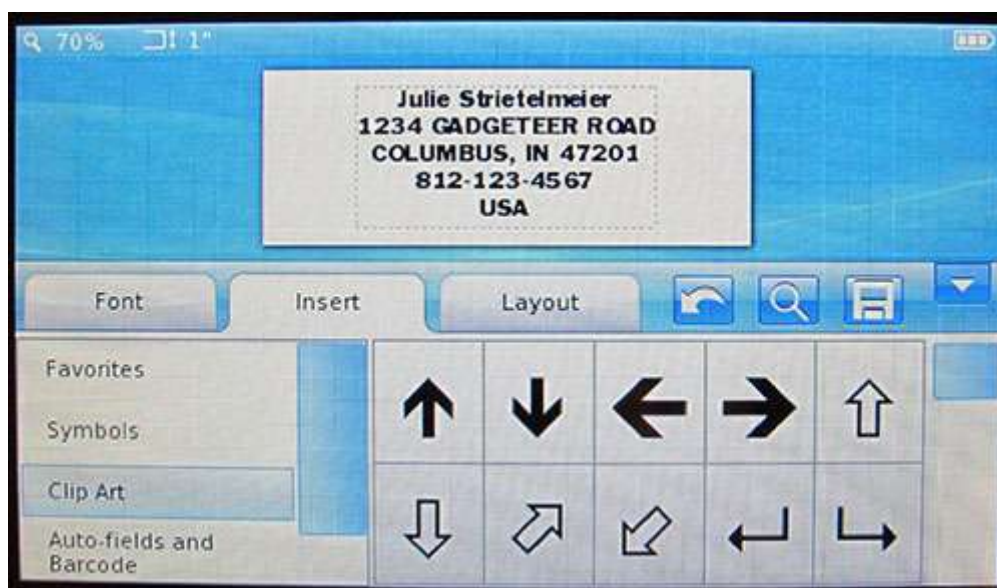 70% 1"
Julie Strietelmeier
1234 GADGETEER ROAD
COLUMBUS, IN 47201
812-123-4567
USA
Font Insert Layout
Favorites
Symbols
Clip Art
Auto-fields and
Barcode